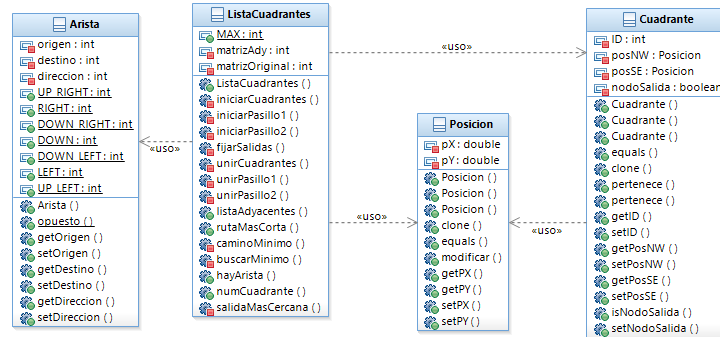 Arista
origen : int
destino : int
direccion : int
UP_RIGHT : int
RIGHT : int
DOWN_RIGHT : int
DOWN : int
DOWN_LEFT : int
LEFT : int
UP_LEFT : int
Arista ( )
opuesto ( )
getOrigen ( )
setOrigen ( )
getDestino ( )
setDestino ( )
getDireccion ( )
setDireccion ( )
«uso»
ListaCuadrantes
MAX : int
matrizAdy : int
matrizOriginal : int
ListaCuadrantes ( )
iniciarCuadrantes ( )
iniciarPasillo1 ( )
iniciarPasillo2 ( )
fijarSalidas ( )
unirCuadrantes ( )
unirPasillo1 ( )
unirPasillo2 ( )
listaAdyacentes ( )
rutaMasCorta ( )
caminoMinimo ( )
buscarMinimo ( )
hayArista ( )
numCuadrante ( )
salidaMasCercana ( )
«uso»
«uso»
Posicion
pX : double
pY : double
Posicion ( )
Posicion ( )
Posicion ( )
clone ( )
equals ( )
modificar ( )
getPX ( )
getPY ( )
setPX ( )
setPY ( )
«uso»
Cuadrante
ID : int
posNW : Posicion
posSE : Posicion
nodoSalida : boolean
Cuadrante ( )
Cuadrante ( )
Cuadrante ( )
equals ( )
clone ( )
pertenece ( )
pertenece ( )
getID ( )
setID ( )
getPosNW ( )
setPosNW ( )
getPosSE ( )
setPosSE ( )
isNodoSalida ( )
setNodoSalida ( )